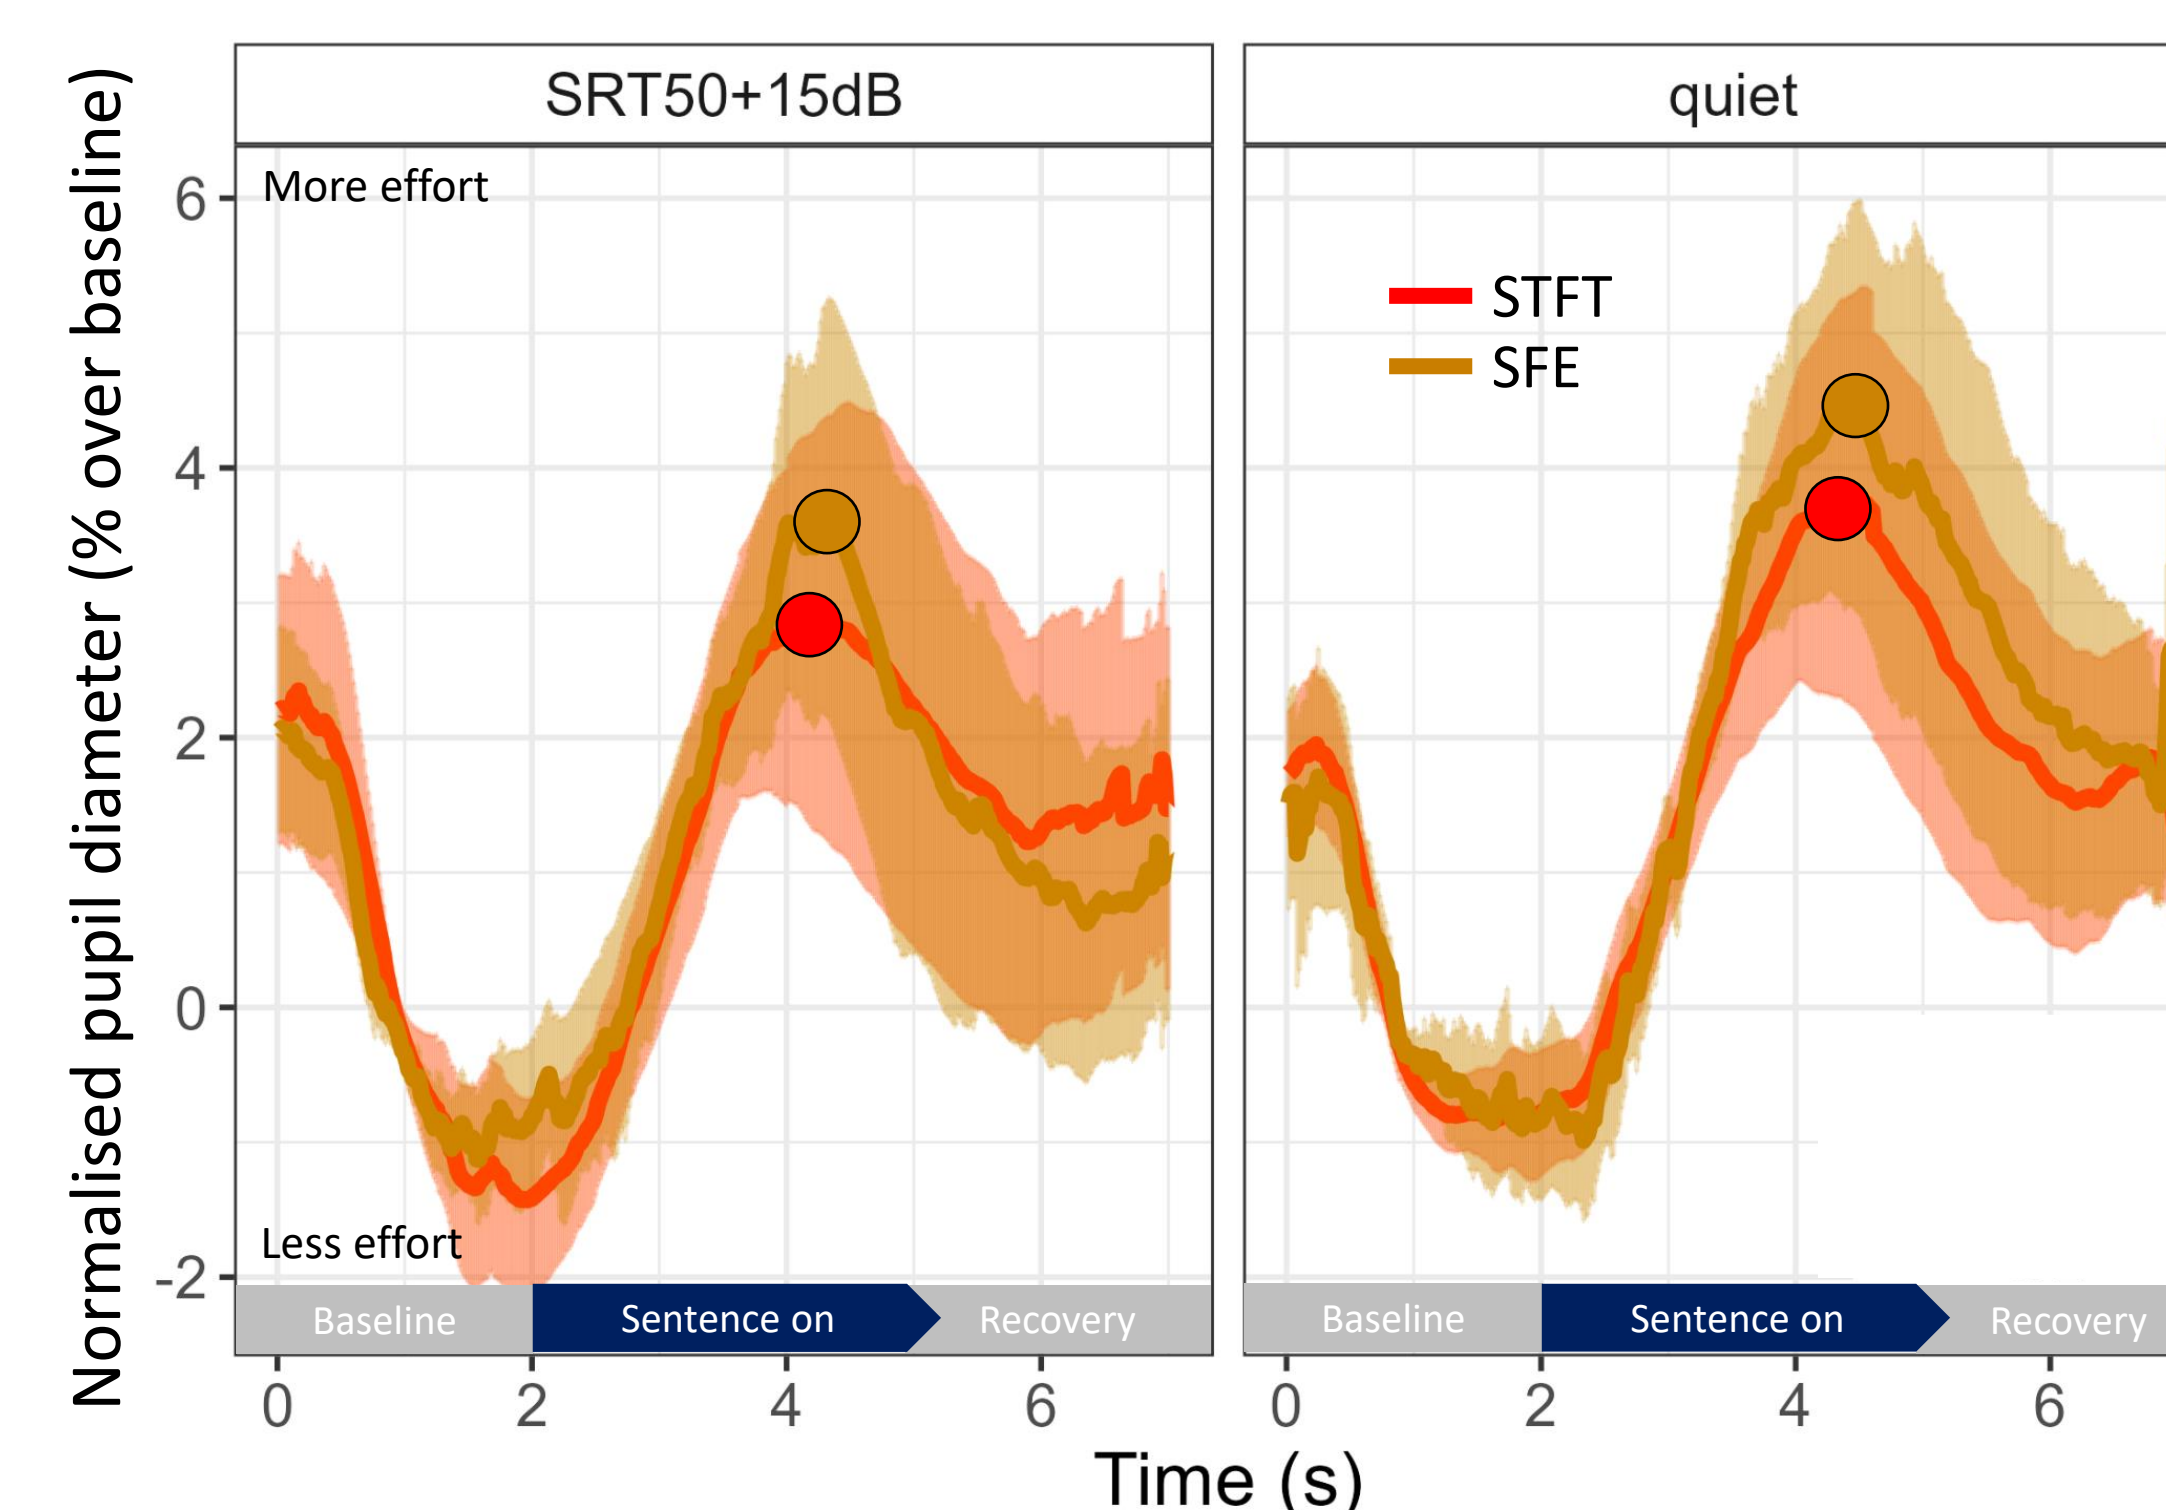 SRT50+15dB
quiet
Normalised pupil diameter (% over baseline)
6
4
2
0
-2
More effort
Less effort
STFT
SFE
Baseline
Sentence on
Recovery
Baseline
Sentence on
Recovery
0 2 4 6
0 2 4 6
Time (s)